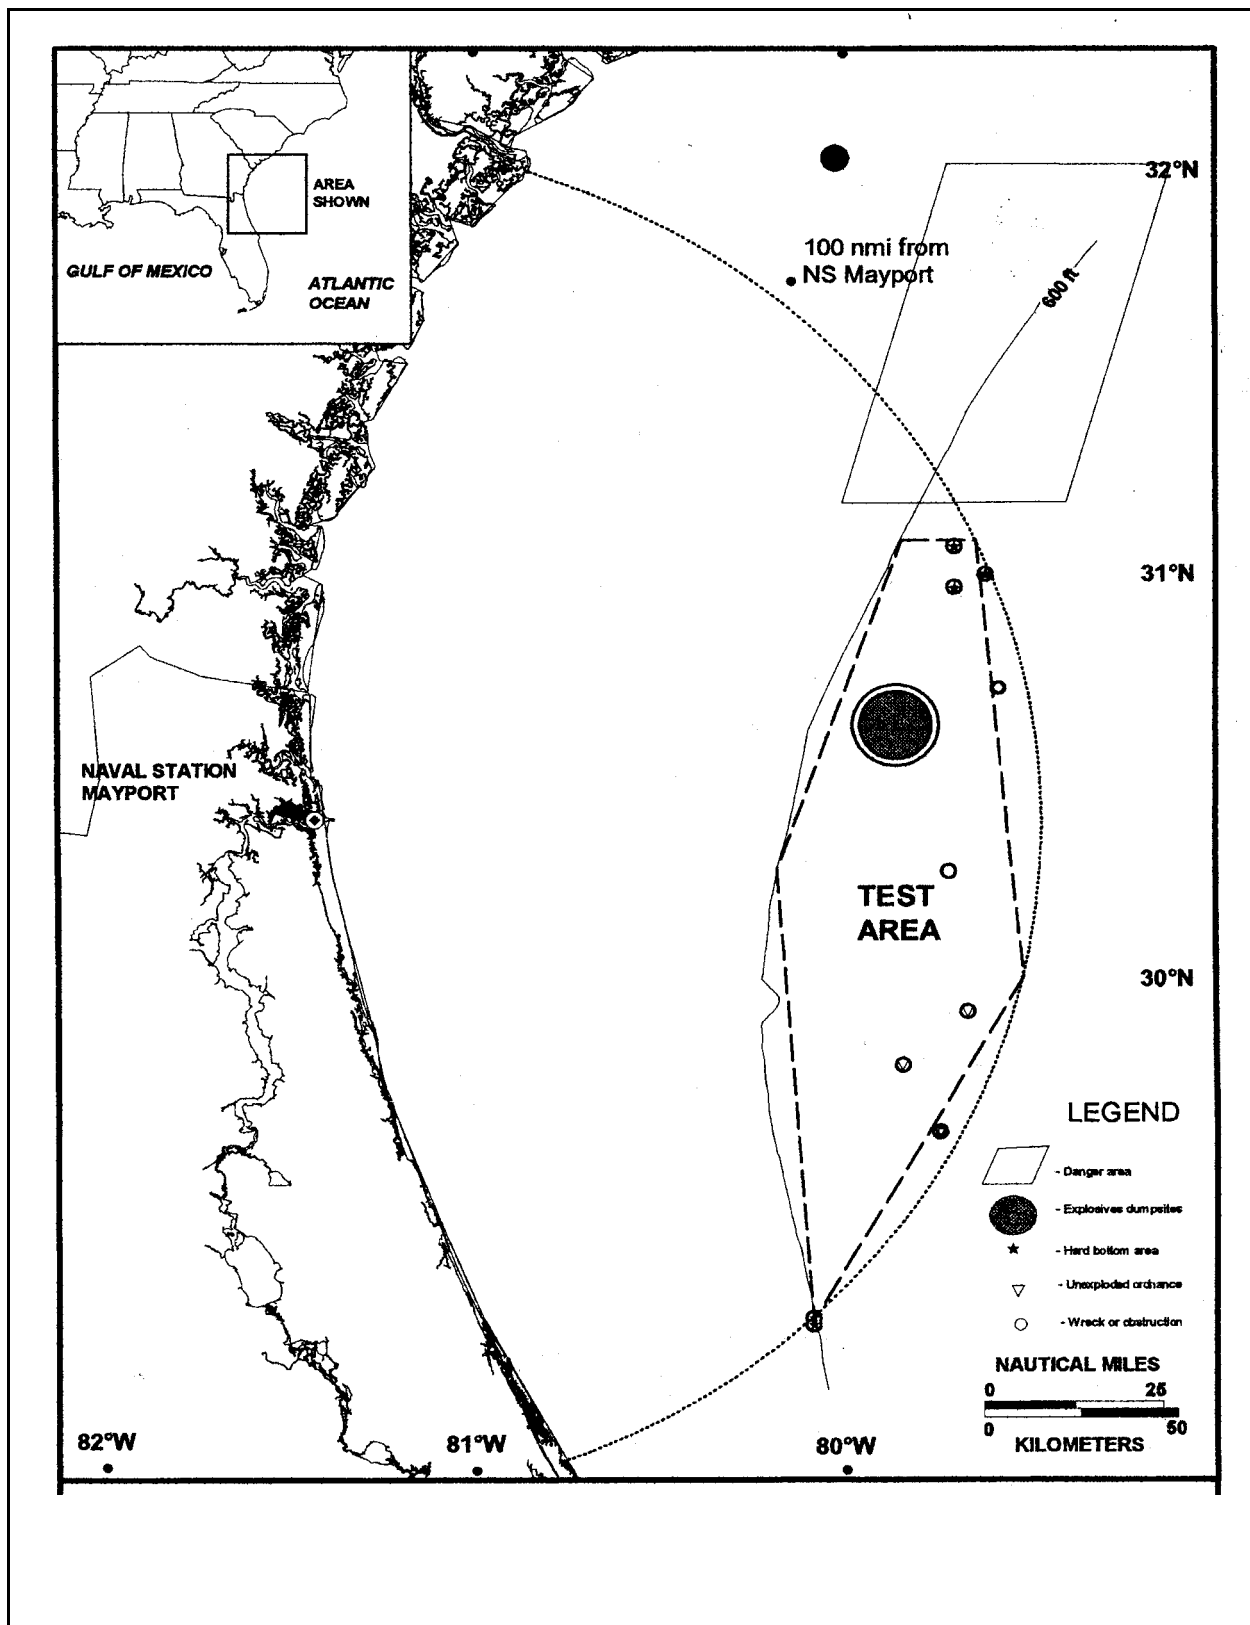 AREA
SHOWN
GULF OF MEXICO
ATLANTIC
OCEAN
32°N
100 nmi from
NS Mayport
600 ft
31°N
NAVAL STATION
MAYPORT
TEST
AREA
30°N
LEGEND
- Danger area
- Explosives dumpsites
- Hard bottom area
- Unexploded ordnance
- Wreck or obstruction
NAUTICAL MILES
0 25
0 50
KILOMETERS
82°W
81°W
80°W